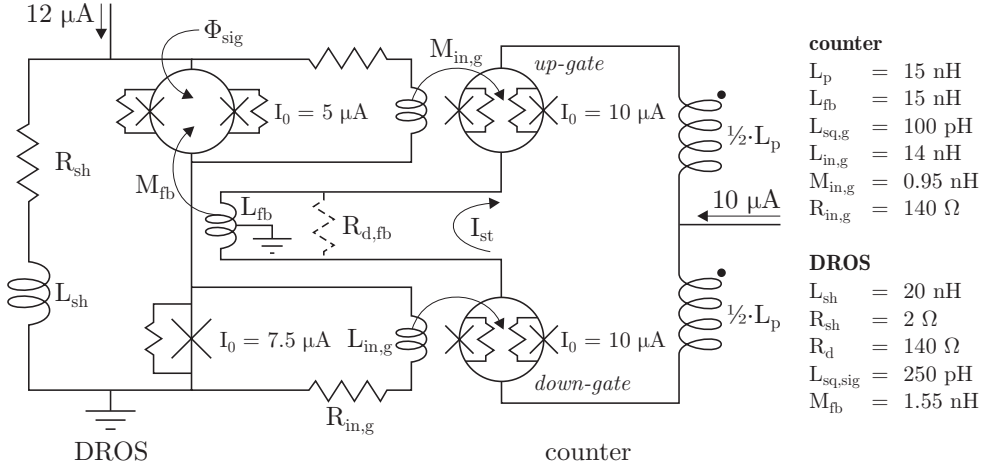 12 μA
Φsig
Min,g
up-gate
I0 = 5 μA
I0 = 10 μA
½·Lp
Rsh
Mfb
Lfb
Rd,fb
Ist
10 μA
Lsh
I0 = 7.5 μA
Lin,g
I0 = 10 μA
½·Lp
down-gate
Rin,g
DROS
counter
counter
Lp = 15 nH
Lfb = 15 nH
Lsq,g = 100 pH
Lin,g = 14 nH
Min,g = 0.95 nH
Rin,g = 140 Ω
DROS
Lsh = 20 nH
Rsh = 2 Ω
Rd = 140 Ω
Lsq,sig = 250 pH
Mfb = 1.55 nH